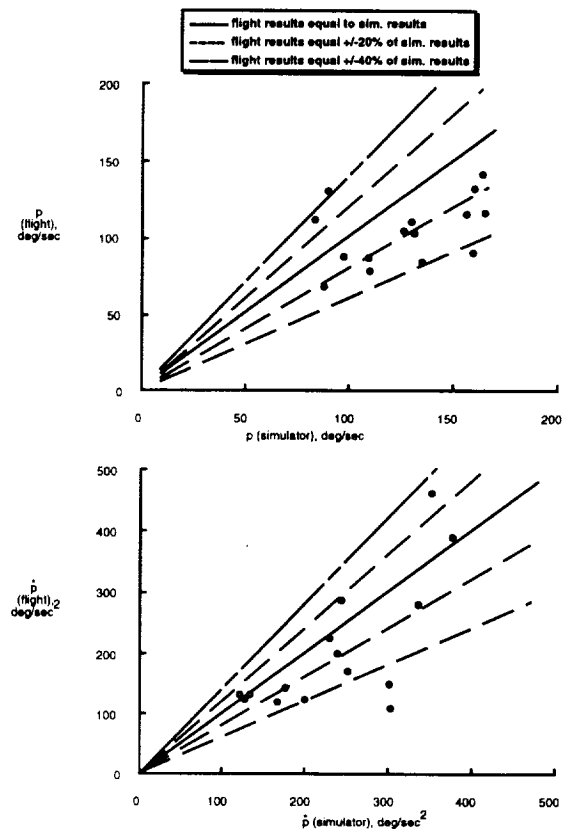 flight results equal to sim. results
flight results equal +/-20% of sim. results
flight results equal +/-40% of sim. results
200
150
p
(flight),
deg/sec
100
50
0
0 50 100 150 200
p (simulator), deg/sec
500
400
ṗ
(flight),
deg/sec2
300
200
100
0
0 100 200 300 400 500
ṗ (simulator), deg/sec2